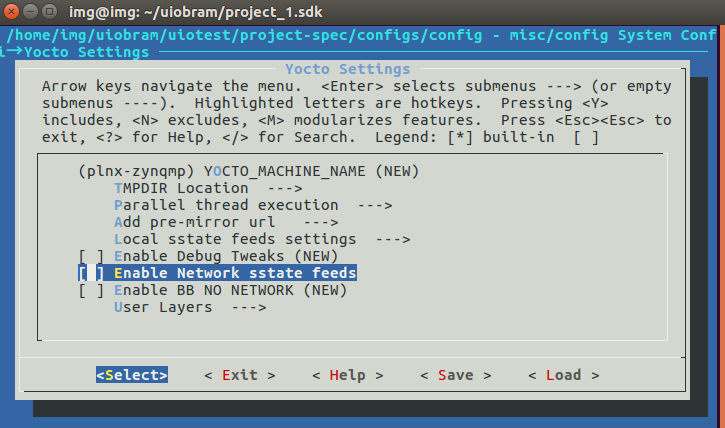 img@img: ~/uiobram/project_1.sdk
/home/img/uiobram/uiotest/project-spec/configs/config - misc/config System Conf
i→Yocto Settings
Yocto Settings
Arrow keys navigate the menu. <Enter> selects submenus ---> (or empty
submenus ----). Highlighted letters are hotkeys. Pressing <Y>
includes, <N> excludes, <M> modularizes features. Press <Esc><Esc> to
exit, <?> for Help, </> for Search. Legend: [*] built-in [ ]
(plnx-zynqmp) YOCTO_MACHINE_NAME (NEW)
TMPDIR Location --->
Parallel thread execution --->
Add pre-mirror url --->
Local sstate feeds settings --->
[ ] Enable Debug Tweaks (NEW)
[ ] Enable Network sstate feeds
[ ] Enable BB NO NETWORK (NEW)
User Layers --->
<Select> < Exit > < Help > < Save > < Load >